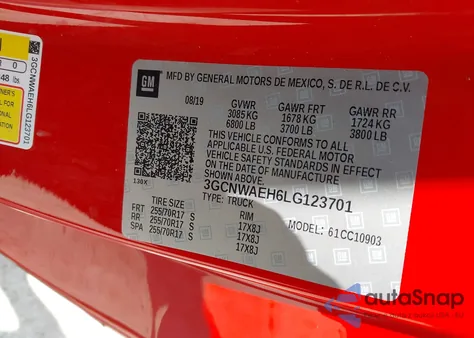 GM
MFD BY GENERAL MOTORS DE MEXICO, S. DE R.L. DE C.V.
08/19
GVWR GAWR FRT GAWR RR
3085 KG 1678 KG 1724 KG
6800 LB 3700 LB 3800 LB
THIS VEHICLE CONFORMS TO ALL
APPLICABLE U.S. FEDERAL MOTOR
VEHICLE SAFETY STANDARDS IN EFFECT
ON THE DATE OF MANUFACTURE
SHOWN ABOVE.
3GCNWAEH6LG123701
TYPE: TRUCK
MODEL: 61CC10903
TIRE SIZE RIM
FRT 255/70R17 S 17X8J
RR 255/70R17 S 17X8J
SPA 255/70R17 S 17X8J
3GCNWAEH6LG123701
autoSnap